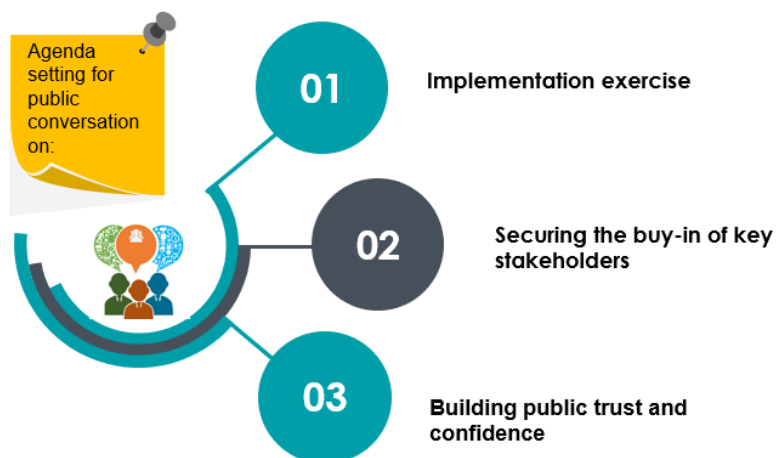 Agenda
setting for
public
conversation
on:
01
Implementation exercise
02
Securing the buy-in of key
stakeholders
03
Building public trust and
confidence